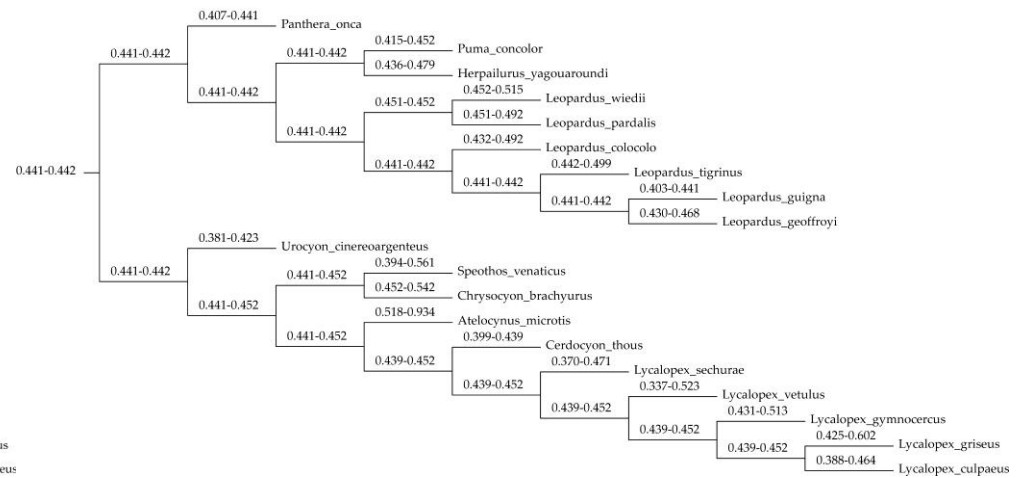 0.407-0.441
Panthera_onca
0.441-0.442
0.415-0.452
0.441-0.442
Puma_concolor
0.436-0.479
Herpailurus_yagouaroundi
0.441-0.442
0.452-0.515
0.451-0.452
Leopardus_wiedii
0.451-0.492
Leopardus_pardalis
0.441-0.442
0.432-0.492
Leopardus_colocolo
0.441-0.442
0.442-0.499
Leopardus_tigrinus
0.441-0.442
0.403-0.441
0.441-0.442
Leopardus_guigna
0.430-0.468
Leopardus_geoffroyi
0.441-0.442
0.381-0.423
Urocyon_cinereoargenteus
0.441-0.442
0.394-0.561
0.441-0.452
Speothos_venaticus
0.452-0.542
Chrysocyon_brachyurus
0.441-0.452
0.518-0.934
Atelocynus_microtis
0.441-0.452
0.399-0.439
Cerdocyon_thous
0.439-0.452
0.370-0.471
Lycalopex_sechurae
0.439-0.452
0.337-0.523
Lycalopex_vetulus
0.439-0.452
0.431-0.513
Lycalopex_gymnocercus
0.439-0.452
0.425-0.602
Lycalopex_griseus
0.439-0.452
0.388-0.464
Lycalopex_culpaeus
us
eus